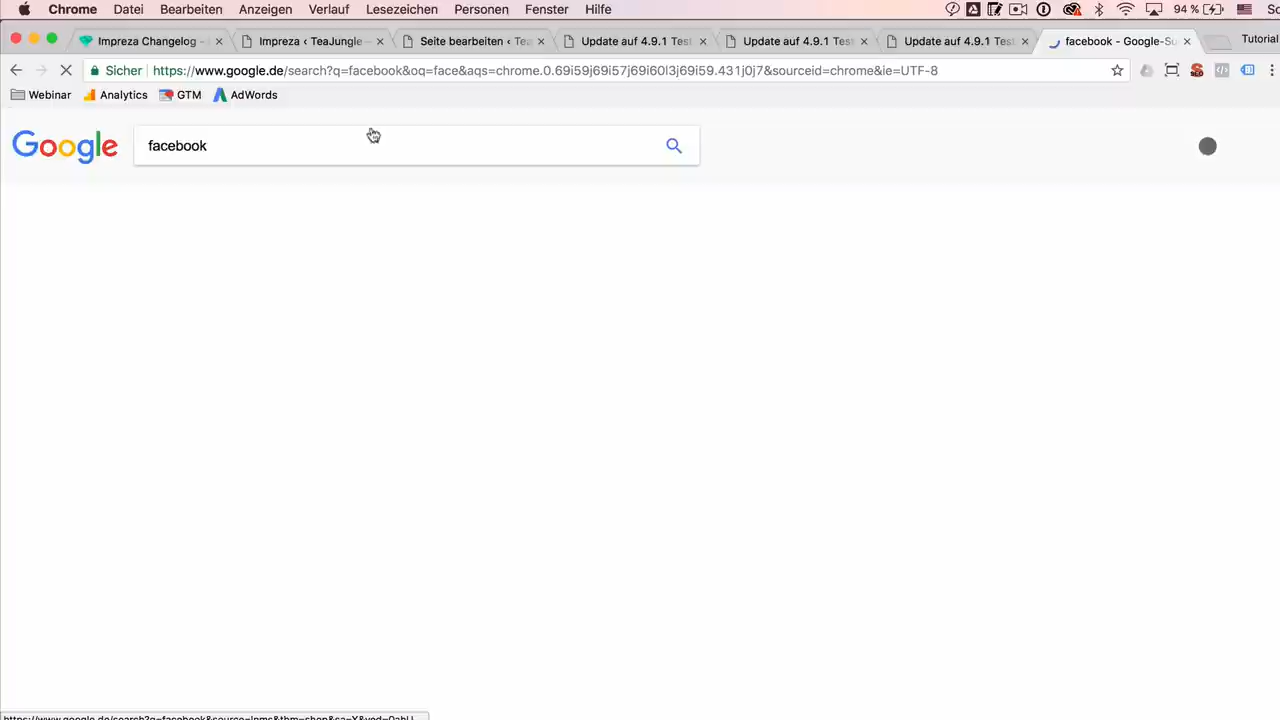 Chrome Datei Bearbeiten Anzeigen Verlauf Lesezeichen Personen Fenster Hilfe 94 %
Impreza Changelog - Impreza ‹ TeaJungle — Seite bearbeiten ‹ Tea Update auf 4.9.1 Test Update auf 4.9.1 Test Update auf 4.9.1 Test facebook - Google-Su Tutorial
Sicher https://www.google.de/search?q=facebook&oq=face&aqs=chrome.0.69i59j69i57j69i60l3j69i59.431j0j7&sourceid=chrome&ie=UTF-8
Webinar Analytics GTM AdWords
Google facebook